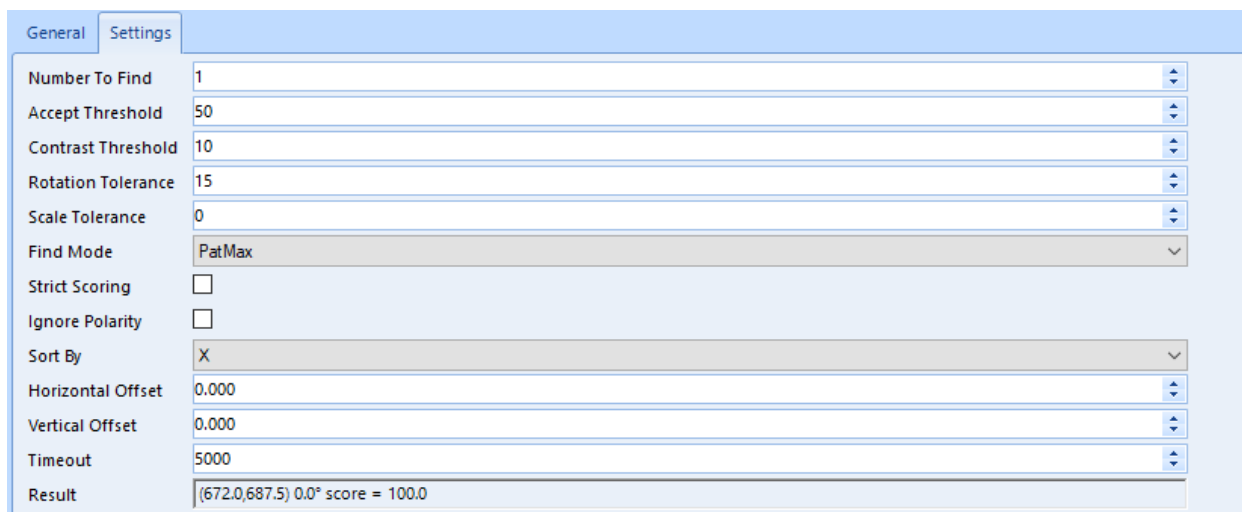 General Settings
Number To Find 1
Accept Threshold 50
Contrast Threshold 10
Rotation Tolerance 15
Scale Tolerance 0
Find Mode PatMax
Strict Scoring
Ignore Polarity
Sort By X
Horizontal Offset 0.000
Vertical Offset 0.000
Timeout 5000
Result (672.0,687.5) 0.0° score = 100.0